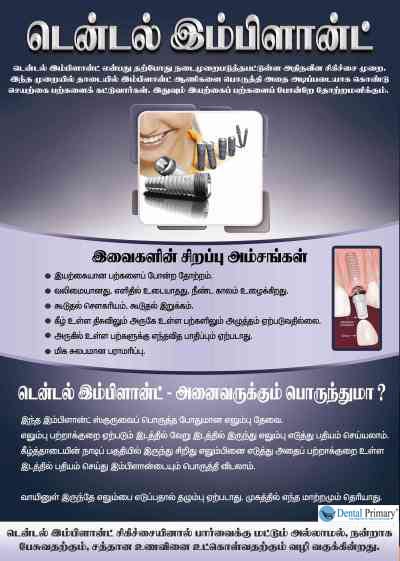 டென்டல் இம்பிளான்ட்
டென்டல் இம்பிளான்ட் என்பது தற்போது நடைமுறைபடுத்தபட்டுள்ள அதிநவீன சிகிச்சை முறை.
இந்த முறையில் தாடையில் இம்பிளான்ட் ஆணிகளை பொருத்தி அதை அடிப்படையாக கொண்டு
செயற்கை பற்களைக் கட்டுவார்கள். இதுவும் இயற்கைப் பற்களைப் போன்றே தோற்றமளிக்கும்.
இவைகளின் சிறப்பு அம்சங்கள்
• இயற்கையான பற்களைப் போன்ற தோற்றம்.
• வலிமையானது, எளிதில் உடையாதது, நீண்ட காலம் உழைக்கிறது.
• கூடுதல் சௌகரியம், கூடுதல் இறுக்கம்.
• கீழ் உள்ள திசுவிலும் அருகே உள்ள பற்களிலும் அழுத்தம் ஏற்படுவதில்லை.
• அருகில் உள்ள பற்களுக்கு எந்தவித பாதிப்பும் ஏற்படாது.
• மிக சுலபமான பராமரிப்பு.
டென்டல் இம்பிளான்ட் - அனைவருக்கும் பொருந்துமா ?
இந்த இம்பிளான்ட் ஸ்குருவைப் பொருத்த போதுமான எலும்பு தேவை.
எலும்பு பற்றாக்குறை ஏற்படும் இடத்தில் வேறு இடத்தில் இருந்து எலும்பு எடுத்து பதியம் செய்யலாம்.
கீழ்த்தாடையின் நாடிப் பகுதியில் இருந்து சிறிது எலும்பினை எடுத்து அதைப் பற்றாக்குறை உள்ள
இடத்தில் பதியம் செய்து இம்பிளான்டையும் பொருத்தி விடலாம்.
வாயினுள் இருந்தே எலும்பை எடுப்பதால் தழும்பு ஏற்படாது. முகத்தில் எந்த மாற்றமும் தெரியாது.
Dental Primary
டென்டல் இம்பிளான்ட் சிகிச்சையினால் பார்வைக்கு மட்டும் அல்லாமல், நன்றாக
பேசுவதற்கும், சத்தான உணவினை உட்கொள்வதற்கும் வழி வகுக்கின்றது.